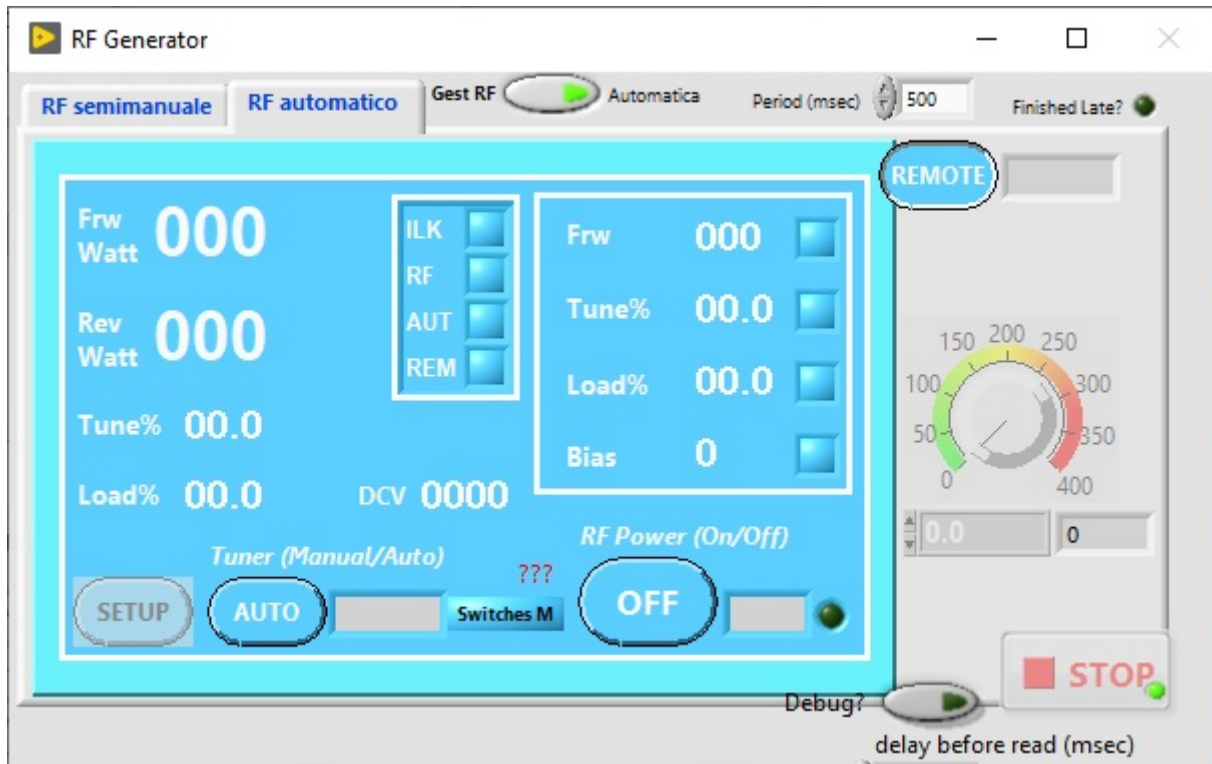 RF Generator
RF semimanuale
RF automatico
Gest RF
Automatica
Period (msec)
500
Finished Late?
REMOTE
Frw Watt
000
Rev Watt
000
Tune% 00.0
Load% 00.0
DCV 0000
ILK
RF
AUT
REM
Frw 000
Tune% 00.0
Load% 00.0
Bias 0
Tuner (Manual/Auto)
RF Power (On/Off)
???
SETUP
AUTO
Switches M
OFF
0
50
100
150
200
250
300
350
400
0.0
0
STOP
Debug?
delay before read (msec)